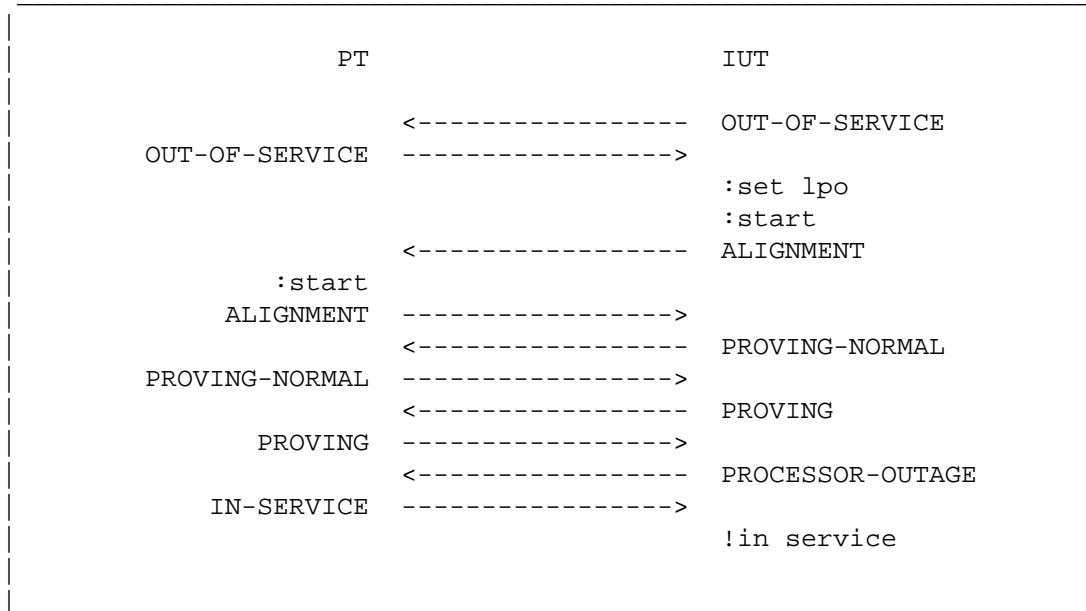 PT IUT
<----------------- OUT-OF-SERVICE
OUT-OF-SERVICE ----------------->
:set lpo
:start
<----------------- ALIGNMENT
:start
ALIGNMENT ----------------->
<----------------- PROVING-NORMAL
PROVING-NORMAL ----------------->
<----------------- PROVING
PROVING ----------------->
<----------------- PROCESSOR-OUTAGE
IN-SERVICE ----------------->
!in service